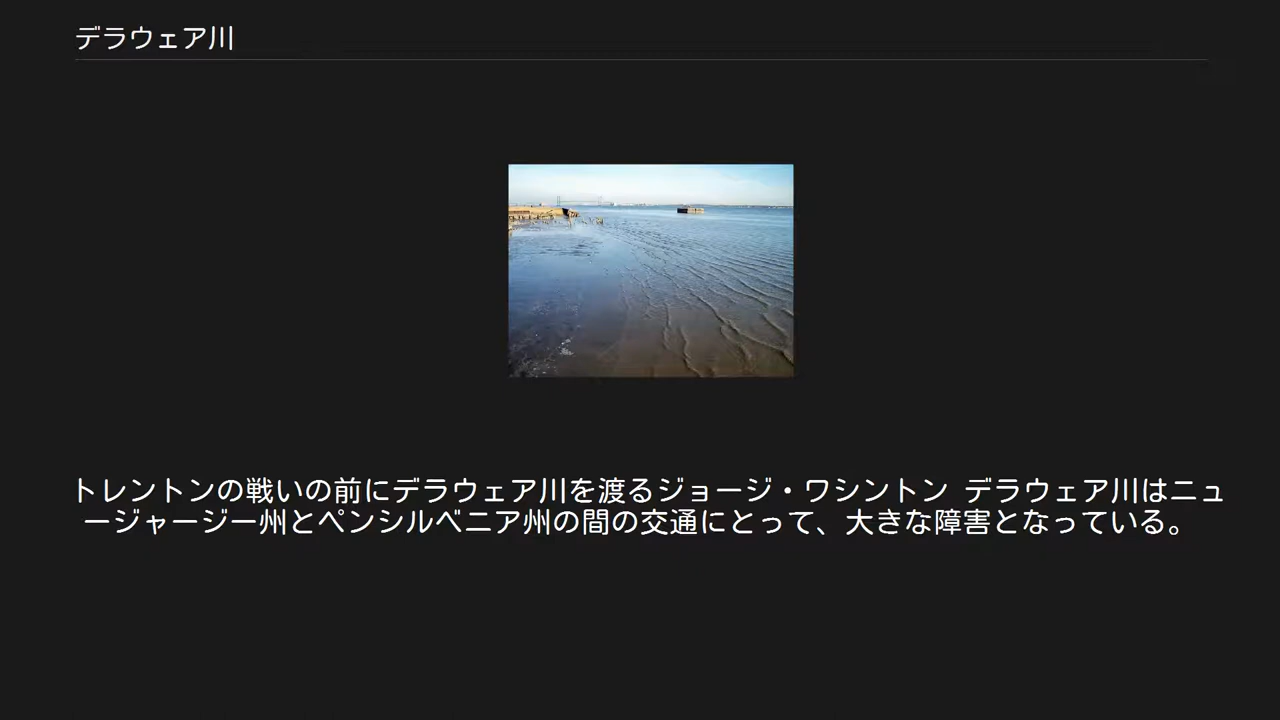 デラウェア川
トレントンの戦いの前にデラウェア川を渡るジョージ・ワシントン デラウェア川はニュ
ージャージー州とペンシルベニア州の間の交通にとって、大きな障害となっている。